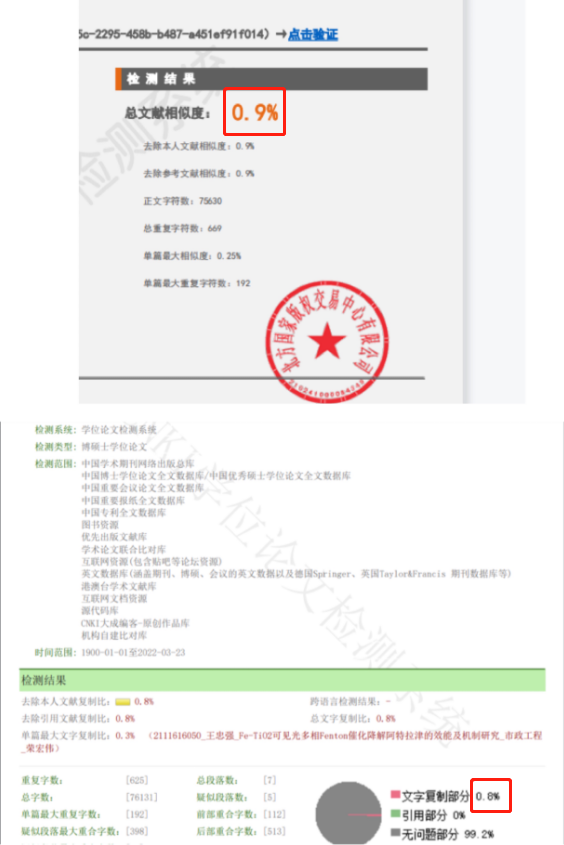 5c-2295-458b-b487-a451ef91f014）→点击验证
检测结果
总文献相似度：0.9%
去除本人文献相似度：0.9%
去除参考文献相似度：0.9%
正文字符数：75630
总重复字符数：669
单篇最大相似度：0.25%
单篇最大重复字符数：192
北方国家版权交易中心有限公司
检测系统：学位论文检测系统
检测类型：博硕士学位论文
检测范围：中国学术期刊网络出版总库
中国博士学位论文全文数据库/中国优秀硕士学位论文全文数据库
中国重要会议论文全文数据库
中国重要报纸全文数据库
中国专利全文数据库
图书资源
优先出版文献库
学术论文联合比对库
互联网资源(包含贴吧等论坛资源)
英文数据库(涵盖期刊、博硕、会议的英文数据以及德国Springer、英国Taylor&Francis 期刊数据库等)
港澳台学术文献库
互联网文档资源
源代码库
CNKI大成编客-原创作品库
机构自建比对库
时间范围：1900-01-01至2022-03-23
检测结果
去除本人文献复制比：0.8% 跨语言检测结果：-
去除引用文献复制比：0.8% 总文字复制比：0.8%
单篇最大文字复制比：0.3% （2111616050_王忠强_Fe-TiO2可见光多相Fenton催化降解阿特拉津的效能及机制研究_市政工程
_荣宏伟）
重复字数：[625] 总段落数：[7]
总字数：[76131] 疑似段落数：[5]
单篇最大重复字数：[192] 前部重合字数：[112]
疑似段落最大重合字数：[398] 后部重合字数：[513]
文字复制部分 0.8%
引用部分 0%
无问题部分 99.2%
CNKI学位论文检测系统